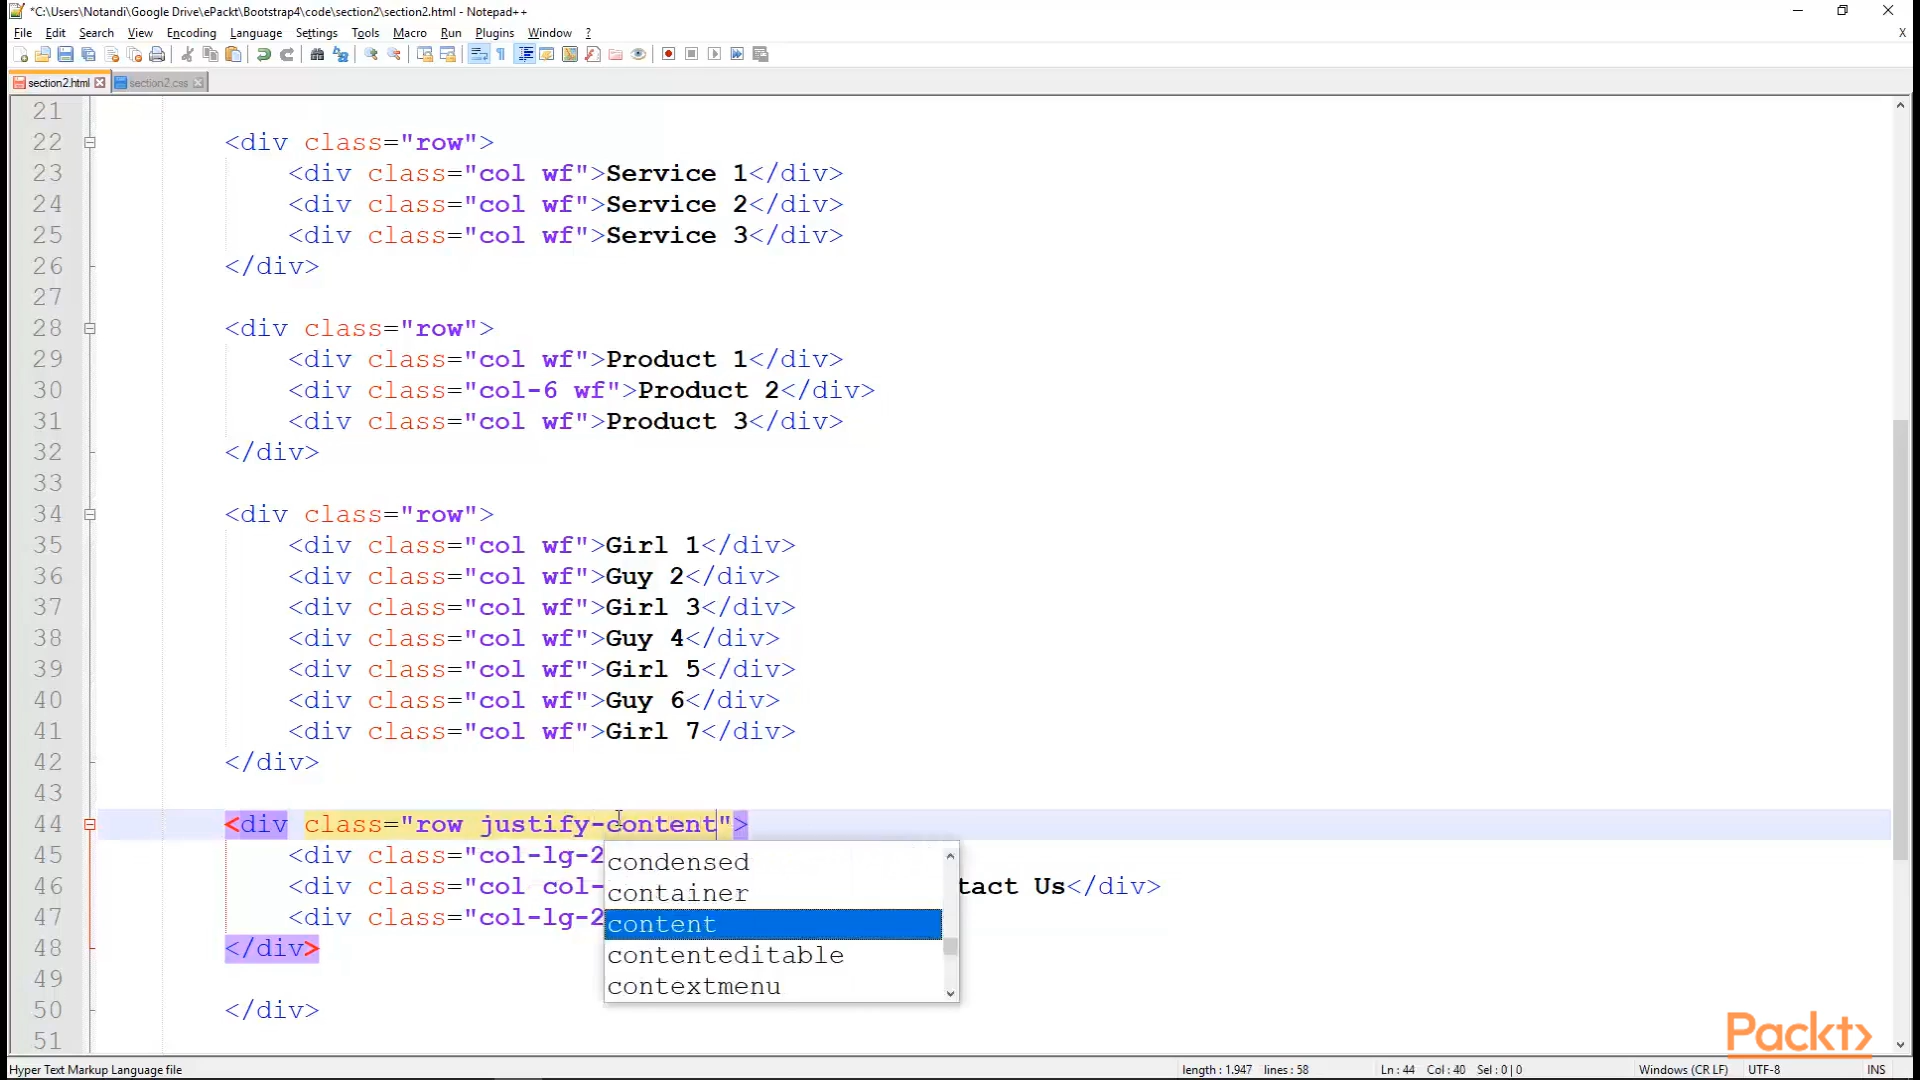 *C:\Users\Notandi\Google Drive\ePackt\Bootstrap4\code\section2\section2.html - Notepad++
File Edit Search View Encoding Language Settings Tools Macro Run Plugins Window ? X
section2.html section2.css
21
22 <div class="row">
23 <div class="col wf">Service 1</div>
24 <div class="col wf">Service 2</div>
25 <div class="col wf">Service 3</div>
26 </div>
27
28 <div class="row">
29 <div class="col wf">Product 1</div>
30 <div class="col-6 wf">Product 2</div>
31 <div class="col wf">Product 3</div>
32 </div>
33
34 <div class="row">
35 <div class="col wf">Girl 1</div>
36 <div class="col wf">Guy 2</div>
37 <div class="col wf">Girl 3</div>
38 <div class="col wf">Guy 4</div>
39 <div class="col wf">Girl 5</div>
40 <div class="col wf">Guy 6</div>
41 <div class="col wf">Girl 7</div>
42 </div>
43
44 <div class="row justify-content">
45 <div class="col-lg-2
46 <div class="col col- tact Us</div>
47 <div class="col-lg-2
48 </div>
49
50 </div>
51
condensed
container
content
contenteditable
contextmenu
Packt>
Hyper Text Markup Language file length : 1.947 lines : 58 Ln : 44 Col : 40 Sel : 0 | 0 Windows (CR LF) UTF-8 INS